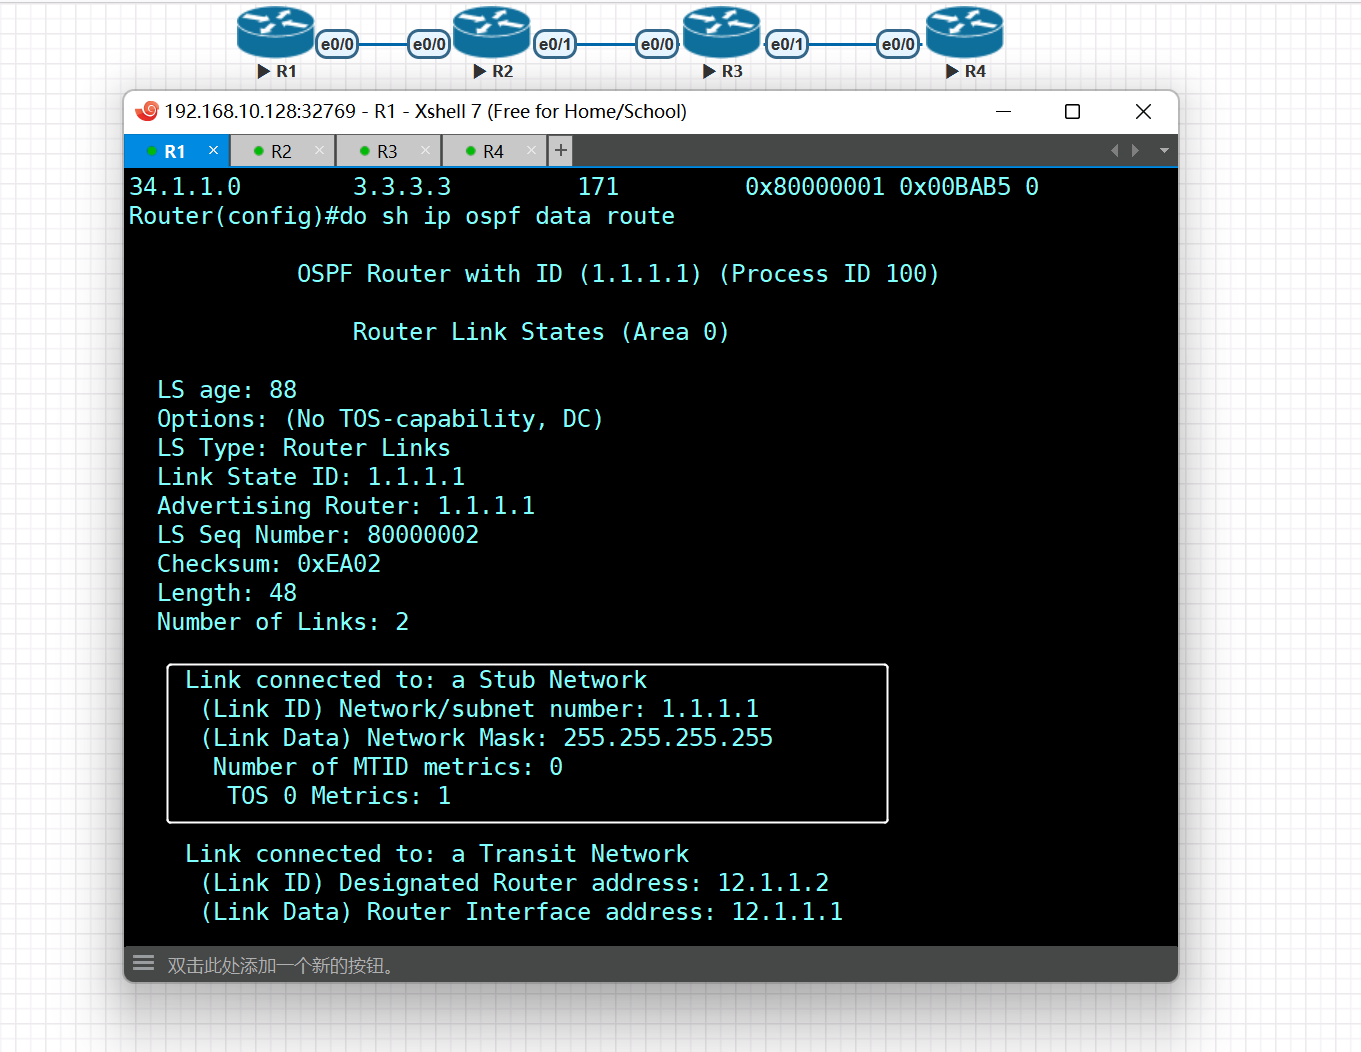 e0/0 e0/0 e0/1 e0/0 e0/1 e0/0
R1 R2 R3 R4
192.168.10.128:32769 - R1 - Xshell 7 (Free for Home/School)
R1 × R2 × R3 × R4 × +
34.1.1.0        3.3.3.3         171         0x80000001 0x00BAB5 0
Router(config)#do sh ip ospf data route
OSPF Router with ID (1.1.1.1) (Process ID 100)
Router Link States (Area 0)
LS age: 88
Options: (No TOS-capability, DC)
LS Type: Router Links
Link State ID: 1.1.1.1
Advertising Router: 1.1.1.1
LS Seq Number: 80000002
Checksum: 0xEA02
Length: 48
Number of Links: 2
Link connected to: a Stub Network
(Link ID) Network/subnet number: 1.1.1.1
(Link Data) Network Mask: 255.255.255.255
Number of MTID metrics: 0
TOS 0 Metrics: 1
Link connected to: a Transit Network
(Link ID) Designated Router address: 12.1.1.2
(Link Data) Router Interface address: 12.1.1.1
双击此处添加一个新的按钮。